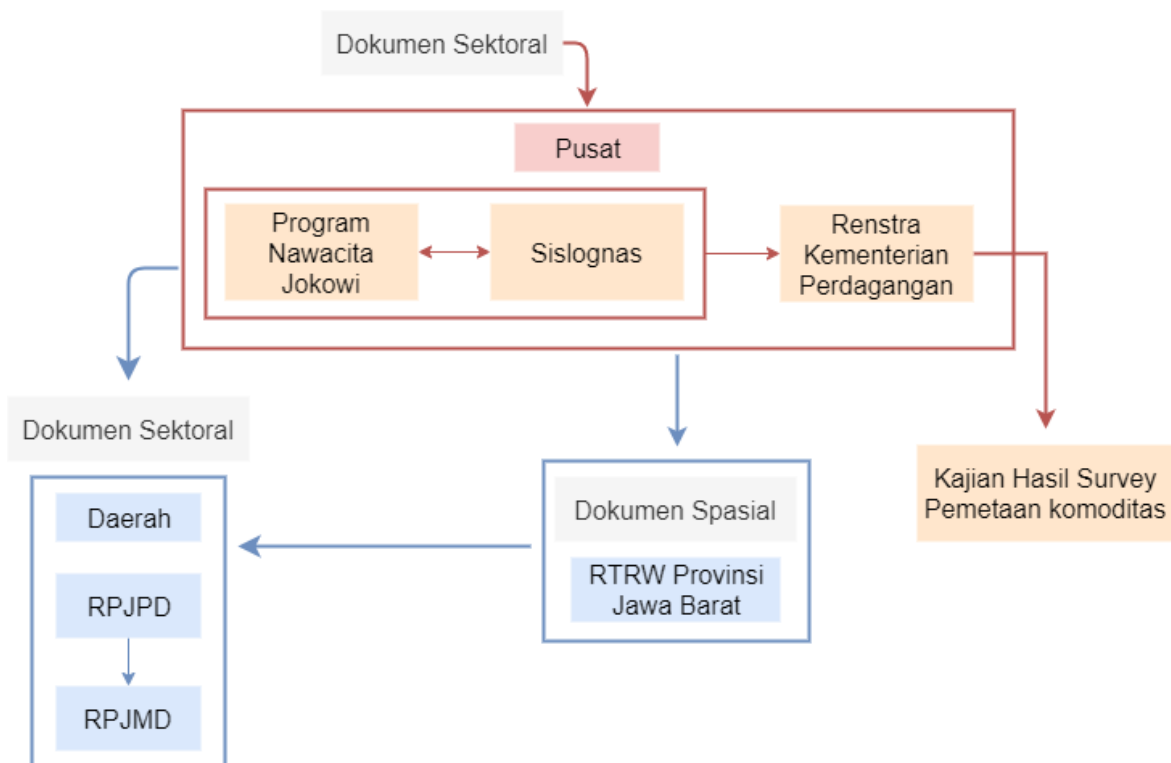 Dokumen Sektoral
Pusat
Program
Nawacita
Jokowi
Sislognas
Renstra
Kementerian
Perdagangan
Dokumen Sektoral
Daerah
RPJPD
RPJMD
Dokumen Spasial
RTRW Provinsi
Jawa Barat
Kajian Hasil Survey
Pemetaan komoditas